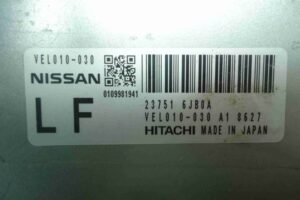 VEL010-030
NISSAN
0109981941
LF
23751 6JB0A
VEL010-030 A1 8627
HITACHI MADE IN JAPAN